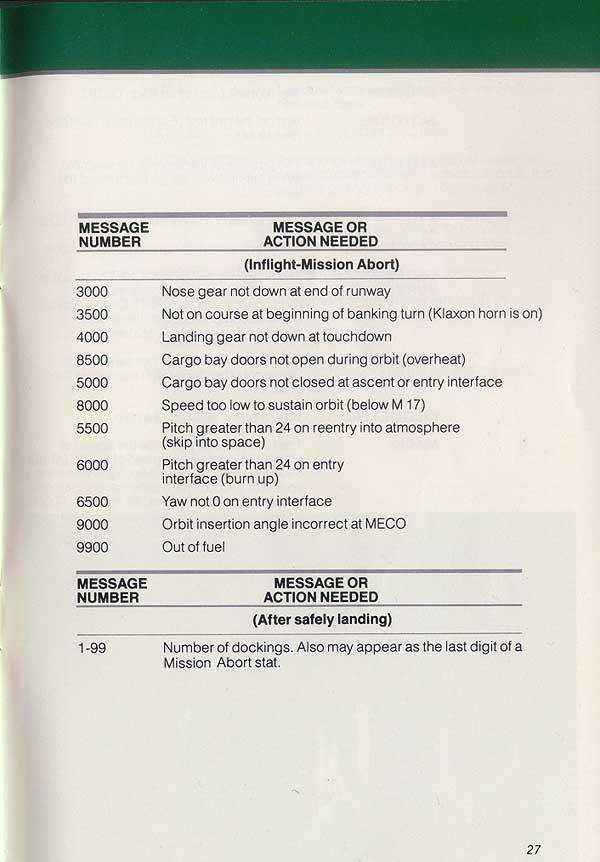 MESSAGE NUMBER MESSAGE OR ACTION NEEDED
(Inflight-Mission Abort)
3000 Nose gear not down at end of runway
3500 Not on course at beginning of banking turn (Klaxon horn is on)
4000 Landing gear not down at touchdown
8500 Cargo bay doors not open during orbit (overheat)
5000 Cargo bay doors not closed at ascent or entry interface
8000 Speed too low to sustain orbit (below M 17)
5500 Pitch greater than 24 on reentry into atmosphere
(skip into space)
6000 Pitch greater than 24 on entry
interface (burn up)
6500 Yaw not 0 on entry interface
9000 Orbit insertion angle incorrect at MECO
9900 Out of fuel
MESSAGE NUMBER MESSAGE OR ACTION NEEDED
(After safely landing)
1-99 Number of dockings. Also may appear as the last digit of a
Mission Abort stat.
27